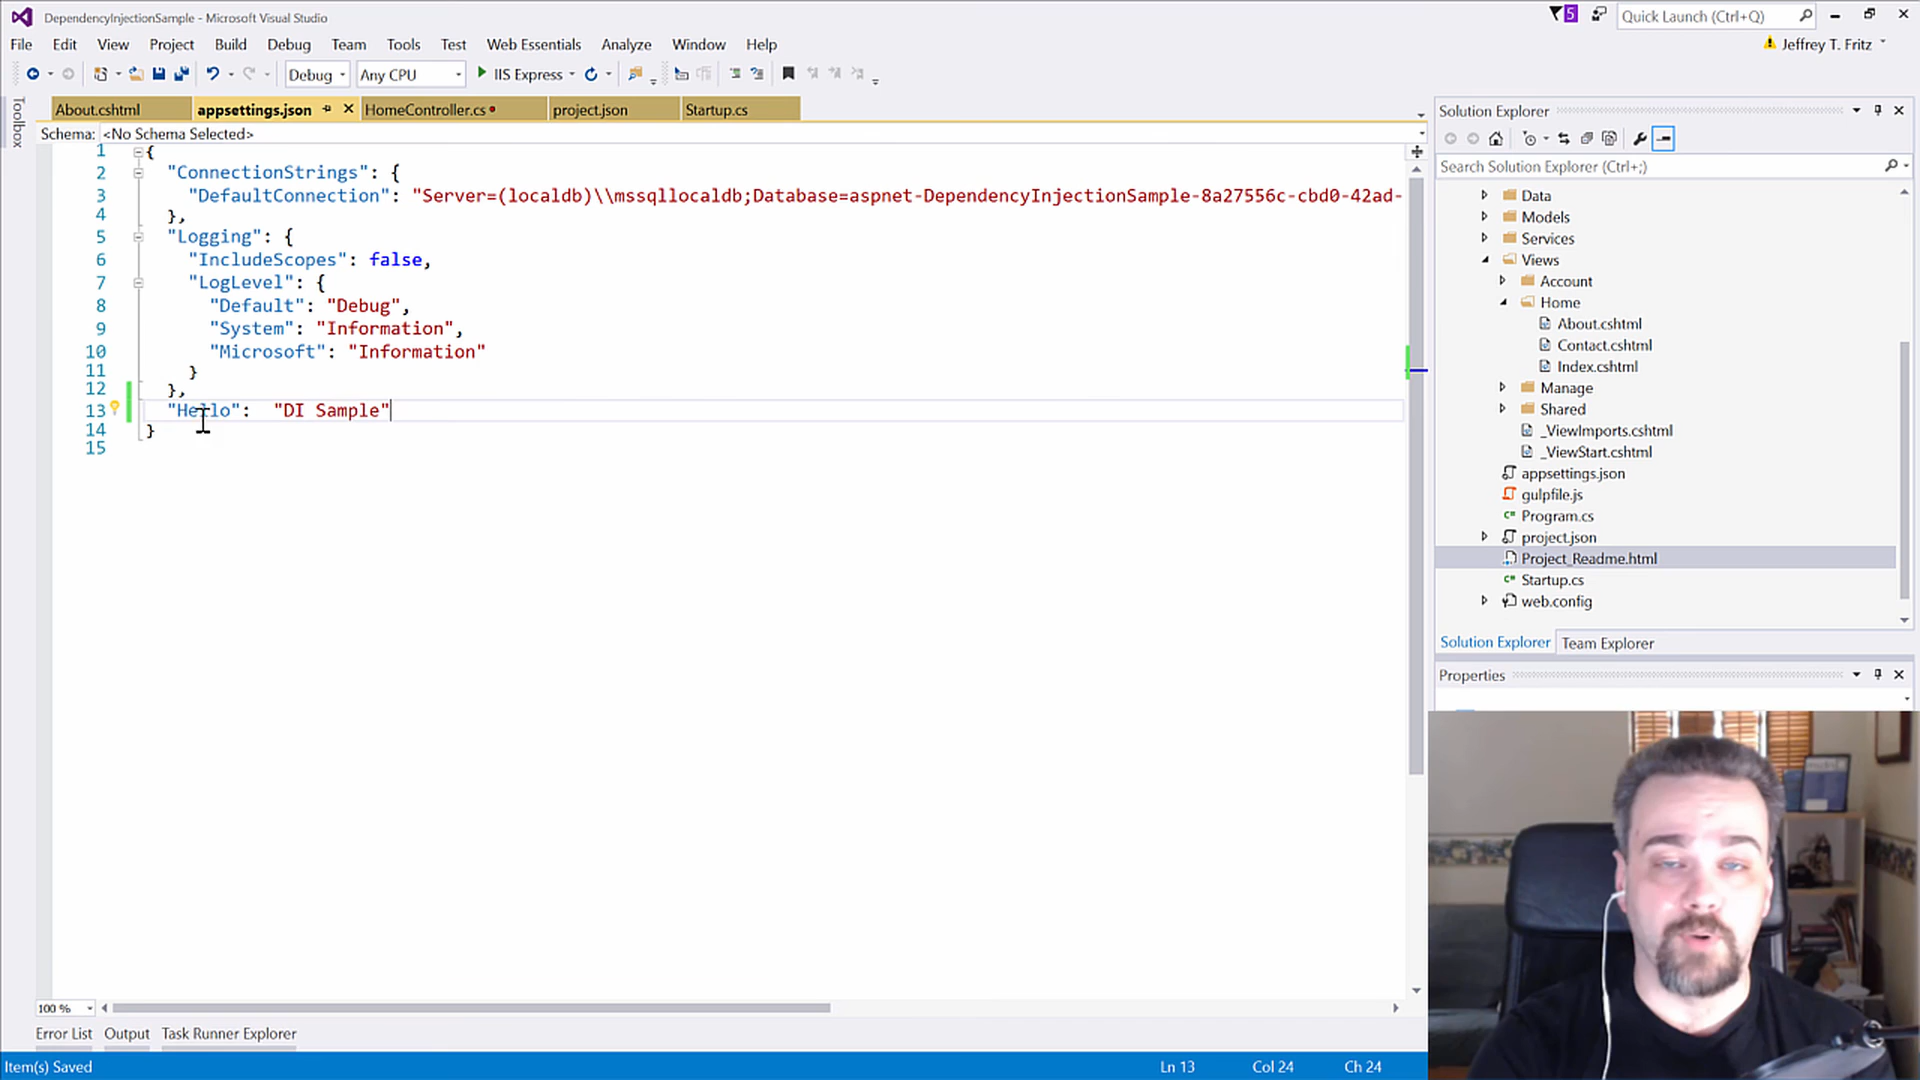 DependencyInjectionSample - Microsoft Visual Studio
5
Quick Launch (Ctrl+Q)
File Edit View Project Build Debug Team Tools Test Web Essentials Analyze Window Help
Jeffrey T. Fritz
Debug Any CPU IIS Express
Toolbox
About.cshtml appsettings.json HomeController.cs project.json Startup.cs
Schema: <No Schema Selected>
1 {
2 "ConnectionStrings": {
3 "DefaultConnection": "Server=(localdb)\\mssqllocaldb;Database=aspnet-DependencyInjectionSample-8a27556c-cbd0-42ad-
4 },
5 "Logging": {
6 "IncludeScopes": false,
7 "LogLevel": {
8 "Default": "Debug",
9 "System": "Information",
10 "Microsoft": "Information"
11 }
12 },
13 "Hello":  "DI Sample"
14 }
15
Solution Explorer
Search Solution Explorer (Ctrl+;)
Data
Models
Services
Views
Account
Home
About.cshtml
Contact.cshtml
Index.cshtml
Manage
Shared
_ViewImports.cshtml
_ViewStart.cshtml
appsettings.json
gulpfile.js
Program.cs
project.json
Project_Readme.html
Startup.cs
web.config
Solution Explorer Team Explorer
Properties
100 %
Error List Output Task Runner Explorer
Item(s) Saved Ln 13 Col 24 Ch 24